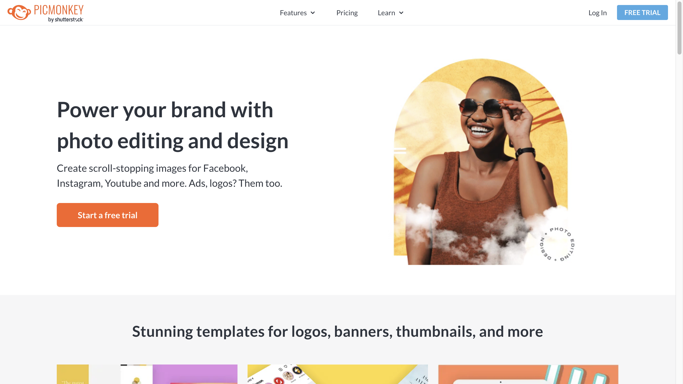 PICMONKEY
by shutterstock
Features
Pricing
Learn
Log In
FREE TRIAL
Power your brand with
photo editing and design
Create scroll-stopping images for Facebook,
Instagram, Youtube and more. Ads, logos? Them too.
Start a free trial
PHOTO EDITING + DESIGN +
Stunning templates for logos, banners, thumbnails, and more